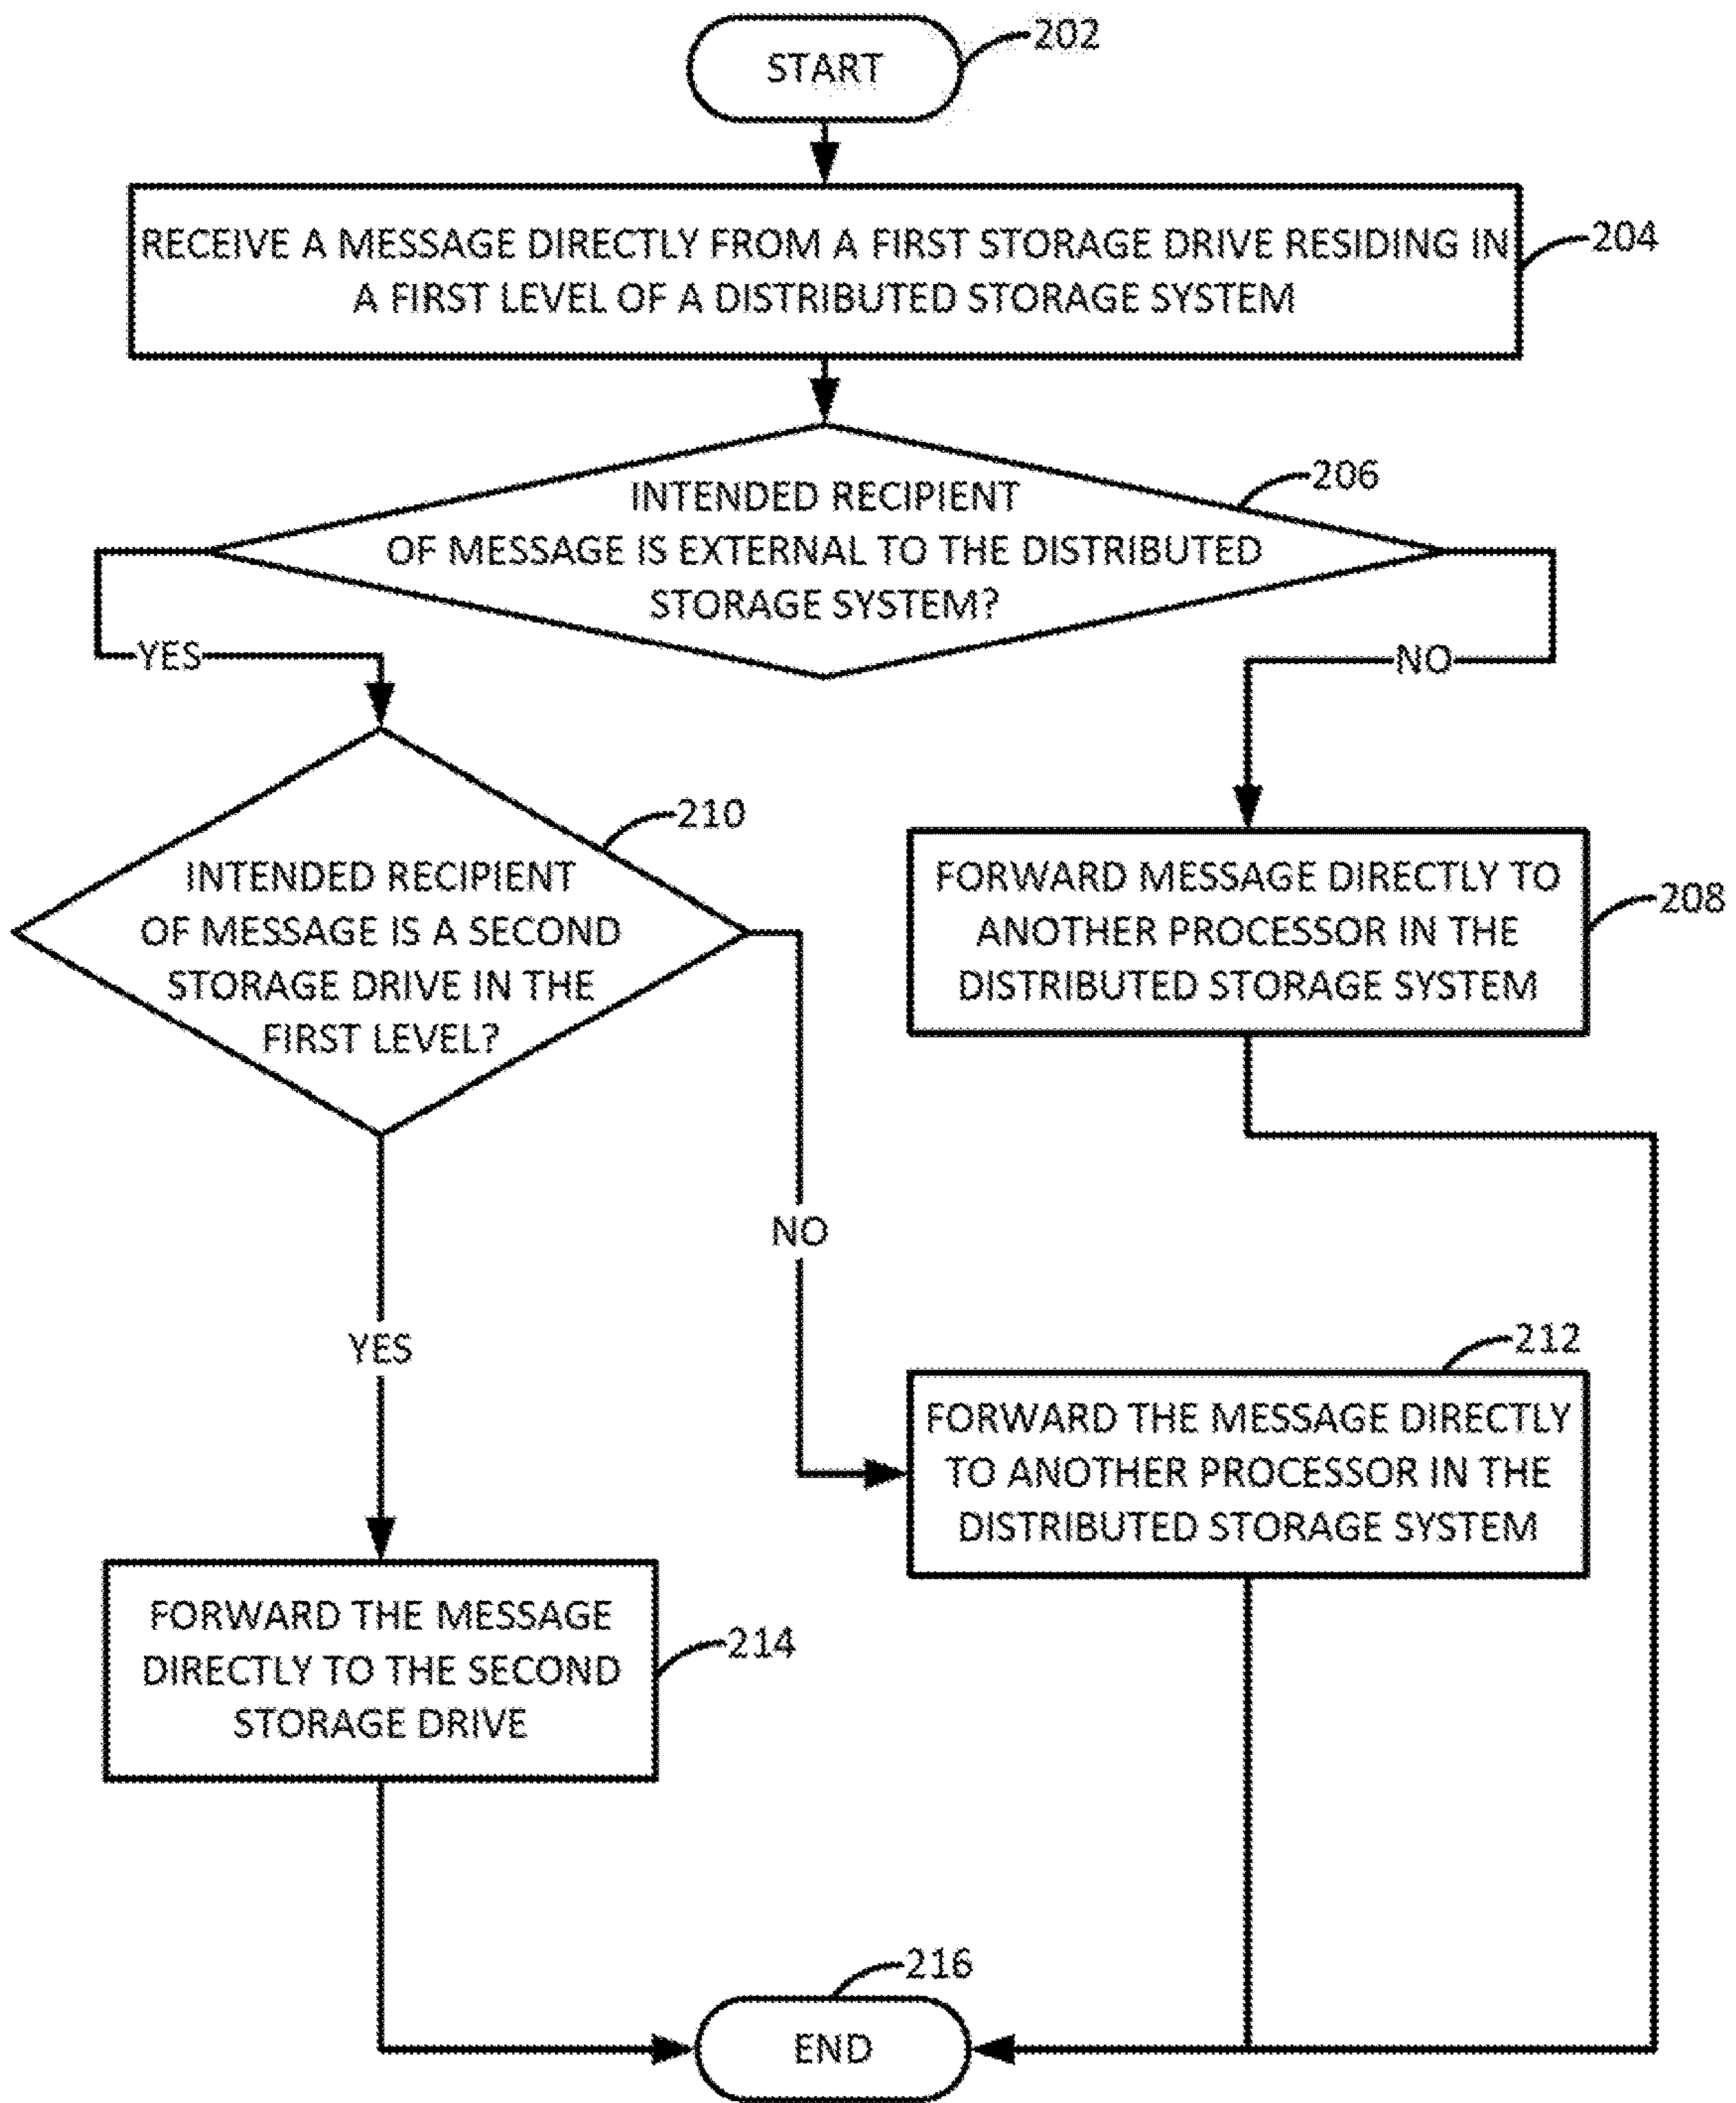 202
START
RECEIVE A MESSAGE DIRECTLY FROM A FIRST STORAGE DRIVE RESIDING IN
A FIRST LEVEL OF A DISTRIBUTED STORAGE SYSTEM
204
206
INTENDED RECIPIENT
OF MESSAGE IS EXTERNAL TO THE DISTRIBUTED
STORAGE SYSTEM?
YES
NO
210
INTENDED RECIPIENT
OF MESSAGE IS A SECOND
STORAGE DRIVE IN THE
FIRST LEVEL?
FORWARD MESSAGE DIRECTLY TO
ANOTHER PROCESSOR IN THE
DISTRIBUTED STORAGE SYSTEM
208
NO
YES
212
FORWARD THE MESSAGE DIRECTLY
TO ANOTHER PROCESSOR IN THE
DISTRIBUTED STORAGE SYSTEM
FORWARD THE MESSAGE
DIRECTLY TO THE SECOND
STORAGE DRIVE
214
216
END